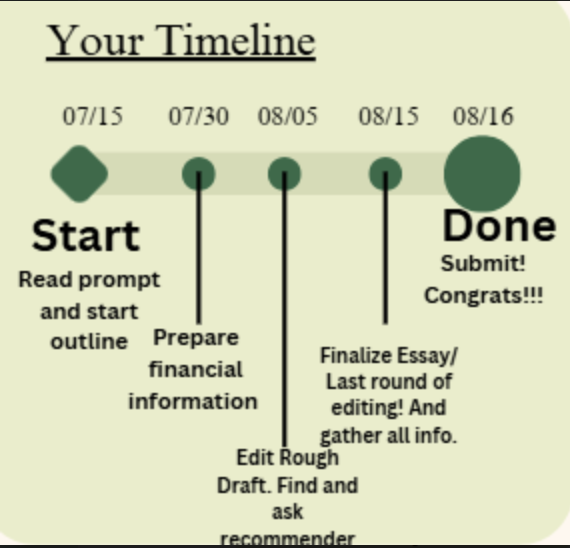 Your Timeline
07/15 07/30 08/05 08/15 08/16
Start
Read prompt
and start
outline
Prepare
financial
information
Edit Rough
Draft. Find and
ask
recommender
Finalize Essay/
Last round of
editing! And
gather all info.
Done
Submit!
Congrats!!!